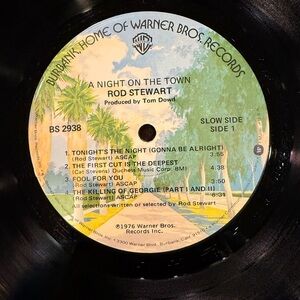 BURBANK, HOME OF WARNER BROS. RECORDS
A NIGHT ON THE TOWN
ROD STEWART
Produced by Tom Dowd
BS 2938
SLOW SIDE
SIDE 1
1. TONIGHT'S THE NIGHT (GONNA BE ALRIGHT)
(Rod Stewart) ASCAP 3:55
2. THE FIRST CUT IS THE DEEPEST
(Cat Stevens) Duchess Music Corp. BMI 4:38
3. FOOL FOR YOU
(Rod Stewart) ASCAP 3:50
4. THE KILLING OF GEORGIE (PART I AND II)
(Rod Stewart) ASCAP 6:31
All selections written or selected by Rod Stewart
℗1976 Warner Bros.
Records Inc.